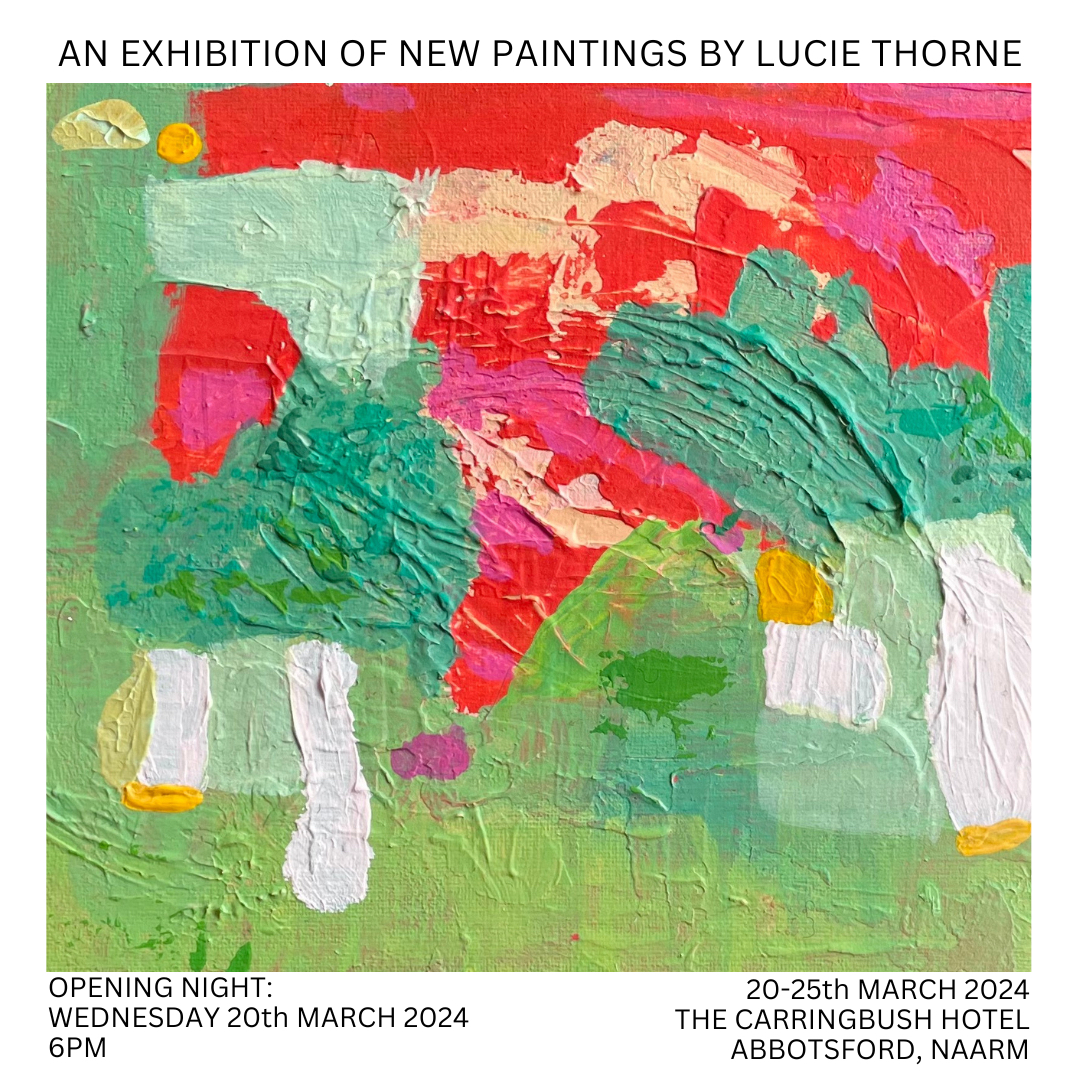 AN EXHIBITION OF NEW PAINTINGS BY LUCIE THORNE
OPENING NIGHT:
WEDNESDAY 20th MARCH 2024
6PM
20-25th MARCH 2024
THE CARRINGBUSH HOTEL
ABBOTSFORD, NAARM